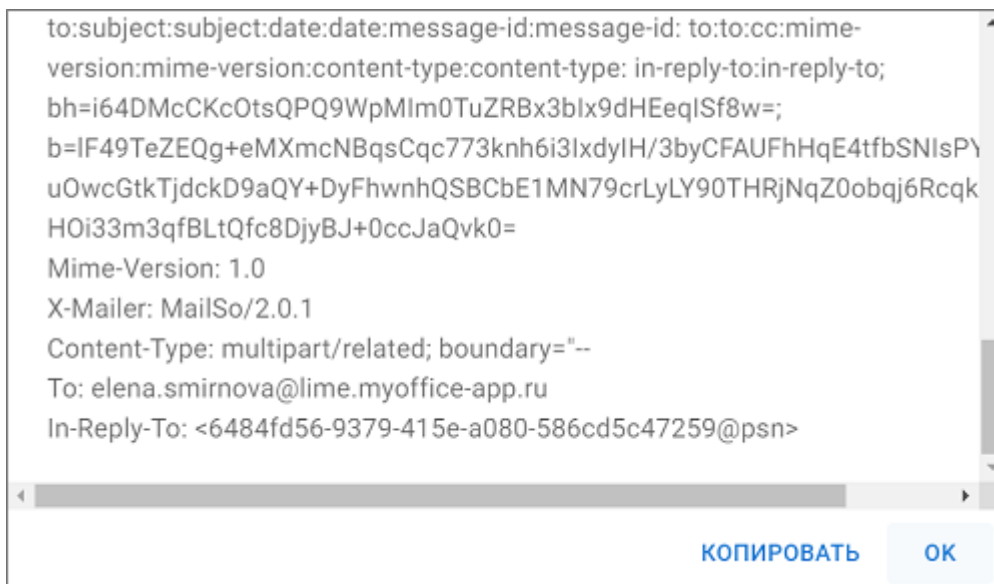 to:subject:subject:date:date:message-id:message-id: to:to:cc:mime-
version:mime-version:content-type:content-type: in-reply-to:in-reply-to;
bh=i64DMcCKcOtsQPQ9WpMIm0TuZRBx3bIx9dHEeqISf8w=;
b=lF49TeZEQg+eMXmcNBqsCqc773knh6i3IxdyIH/3byCFAUFhHqE4tfbSNIsPY
uOwcGtkTjdckD9aQY+DyFhwnhQSBCbE1MN79crLyLY90THRjNqZ0obqj6Rcqk
HOi33m3qfBLtQfc8DjyBJ+0ccJaQvk0=
Mime-Version: 1.0
X-Mailer: MailSo/2.0.1
Content-Type: multipart/related; boundary="--
To: elena.smirnova@lime.myoffice-app.ru
In-Reply-To: <6484fd56-9379-415e-a080-586cd5c47259@psn>
КОПИРОВАТЬ OK